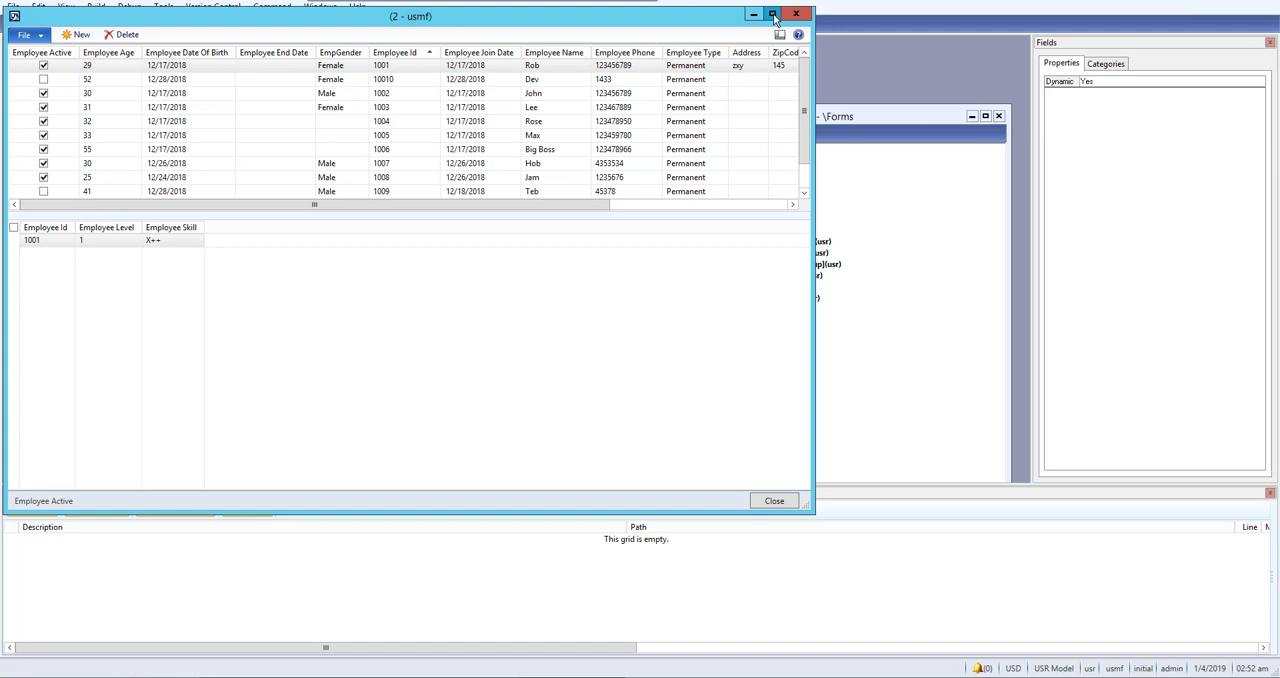 File Edit View Build Debug Tools Version Control Command Windows Help
(2 - usmf)
File New Delete
Employee Active Employee Age Employee Date Of Birth Employee End Date EmpGender Employee Id Employee Join Date Employee Name Employee Phone Employee Type Address ZipCod
29 12/17/2018 Female 1001 12/17/2018 Rob 123456789 Permanent zxy 145
52 12/28/2018 Female 10010 12/28/2018 Dev 1433 Permanent
30 12/17/2018 Male 1002 12/17/2018 John 123456789 Permanent
31 12/17/2018 Female 1003 12/17/2018 Lee 123467889 Permanent
32 12/17/2018 1004 12/17/2018 Rose 123478950 Permanent
33 12/17/2018 1005 12/17/2018 Max 123459780 Permanent
55 12/17/2018 1006 12/17/2018 Big Boss 123478966 Permanent
30 12/26/2018 Male 1007 12/26/2018 Hob 4353534 Permanent
25 12/24/2018 Male 1008 12/26/2018 Jam 1235676 Permanent
41 12/28/2018 Male 1009 12/18/2018 Teb 45378 Permanent
Employee Id Employee Level Employee Skill
1001 1 X++
Employee Active
Close
- \Forms
(usr)
usr)
p](usr)
r)
)
Fields
Properties Categories
Dynamic Yes
Description Path Line M
This grid is empty.
(0) USD USR Model usr usmf initial admin 1/4/2019 02:52 am